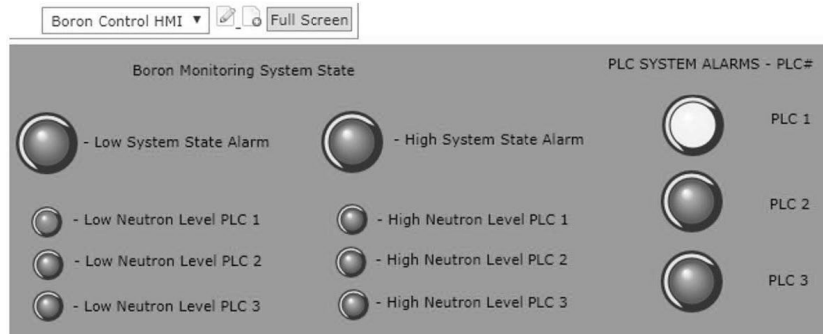 Boron Control HMI
Full Screen
Boron Monitoring System State
PLC SYSTEM ALARMS - PLC#
- Low System State Alarm
- High System State Alarm
PLC 1
- Low Neutron Level PLC 1
- High Neutron Level PLC 1
PLC 2
- Low Neutron Level PLC 2
- High Neutron Level PLC 2
PLC 3
- Low Neutron Level PLC 3
- High Neutron Level PLC 3